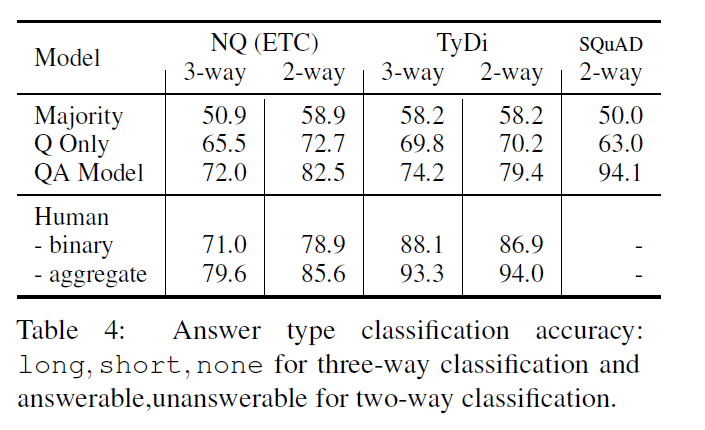 Model NQ (ETC) TyDi SQuAD
3-way 2-way 3-way 2-way 2-way
Majority 50.9 58.9 58.2 58.2 50.0
Q Only 65.5 72.7 69.8 70.2 63.0
QA Model 72.0 82.5 74.2 79.4 94.1
Human
- binary 71.0 78.9 88.1 86.9 -
- aggregate 79.6 85.6 93.3 94.0 -
Table 4: Answer type classification accuracy:
long,short,none for three-way classification and
answerable,unanswerable for two-way classification.